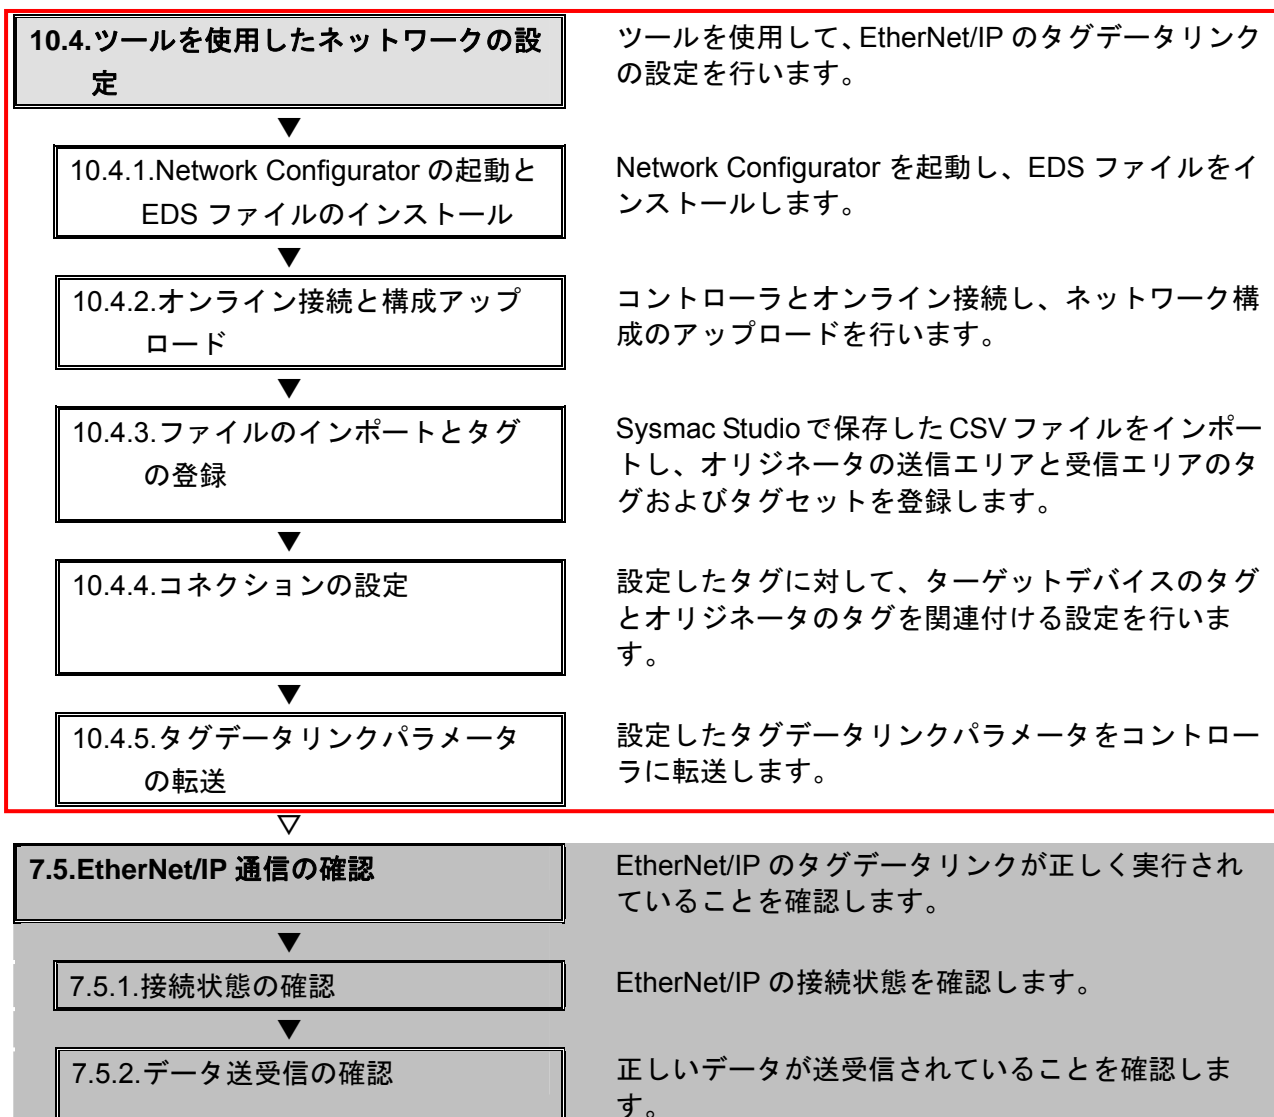 10.4.ツールを使用したネットワークの設
定
ツールを使用して、EtherNet/IP のタグデータリンク
の設定を行います。
▼
10.4.1.Network Configurator の起動と
EDS ファイルのインストール
Network Configurator を起動し、EDS ファイルをイ
ンストールします。
▼
10.4.2.オンライン接続と構成アップ
ロード
コントローラとオンライン接続し、ネットワーク構
成のアップロードを行います。
▼
10.4.3.ファイルのインポートとタグ
の登録
Sysmac Studio で保存した CSV ファイルをインポー
トし、オリジネータの送信エリアと受信エリアのタ
グおよびタグセットを登録します。
▼
10.4.4.コネクションの設定
設定したタグに対して、ターゲットデバイスのタグ
とオリジネータのタグを関連付ける設定を行いま
す。
▼
10.4.5.タグデータリンクパラメータ
の転送
設定したタグデータリンクパラメータをコントロー
ラに転送します。
▽
7.5.EtherNet/IP 通信の確認
EtherNet/IP のタグデータリンクが正しく実行され
ていることを確認します。
▼
7.5.1.接続状態の確認
EtherNet/IP の接続状態を確認します。
▼
7.5.2.データ送受信の確認
正しいデータが送受信されていることを確認しま
す。